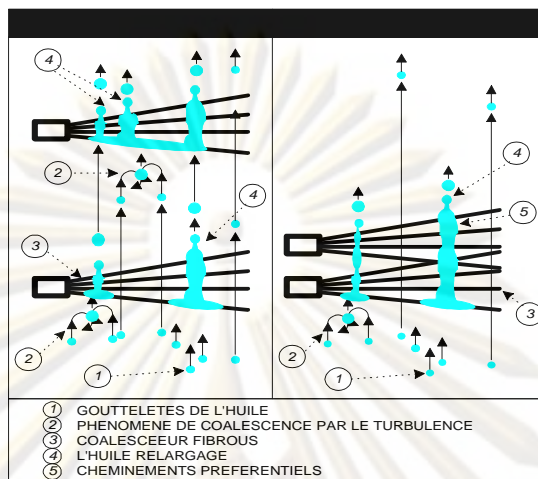 4
2
4
3
2
1
4
5
3
2
1
1 GOUTTELETES DE L'HUILE
2 PHENOMENE DE COALESCENCE PAR LE TURBULENCE
3 COALESCEEUR FIBROUS
4 L'HUILE RELARGAGE
5 CHEMINEMENTS PREFERENTIELS